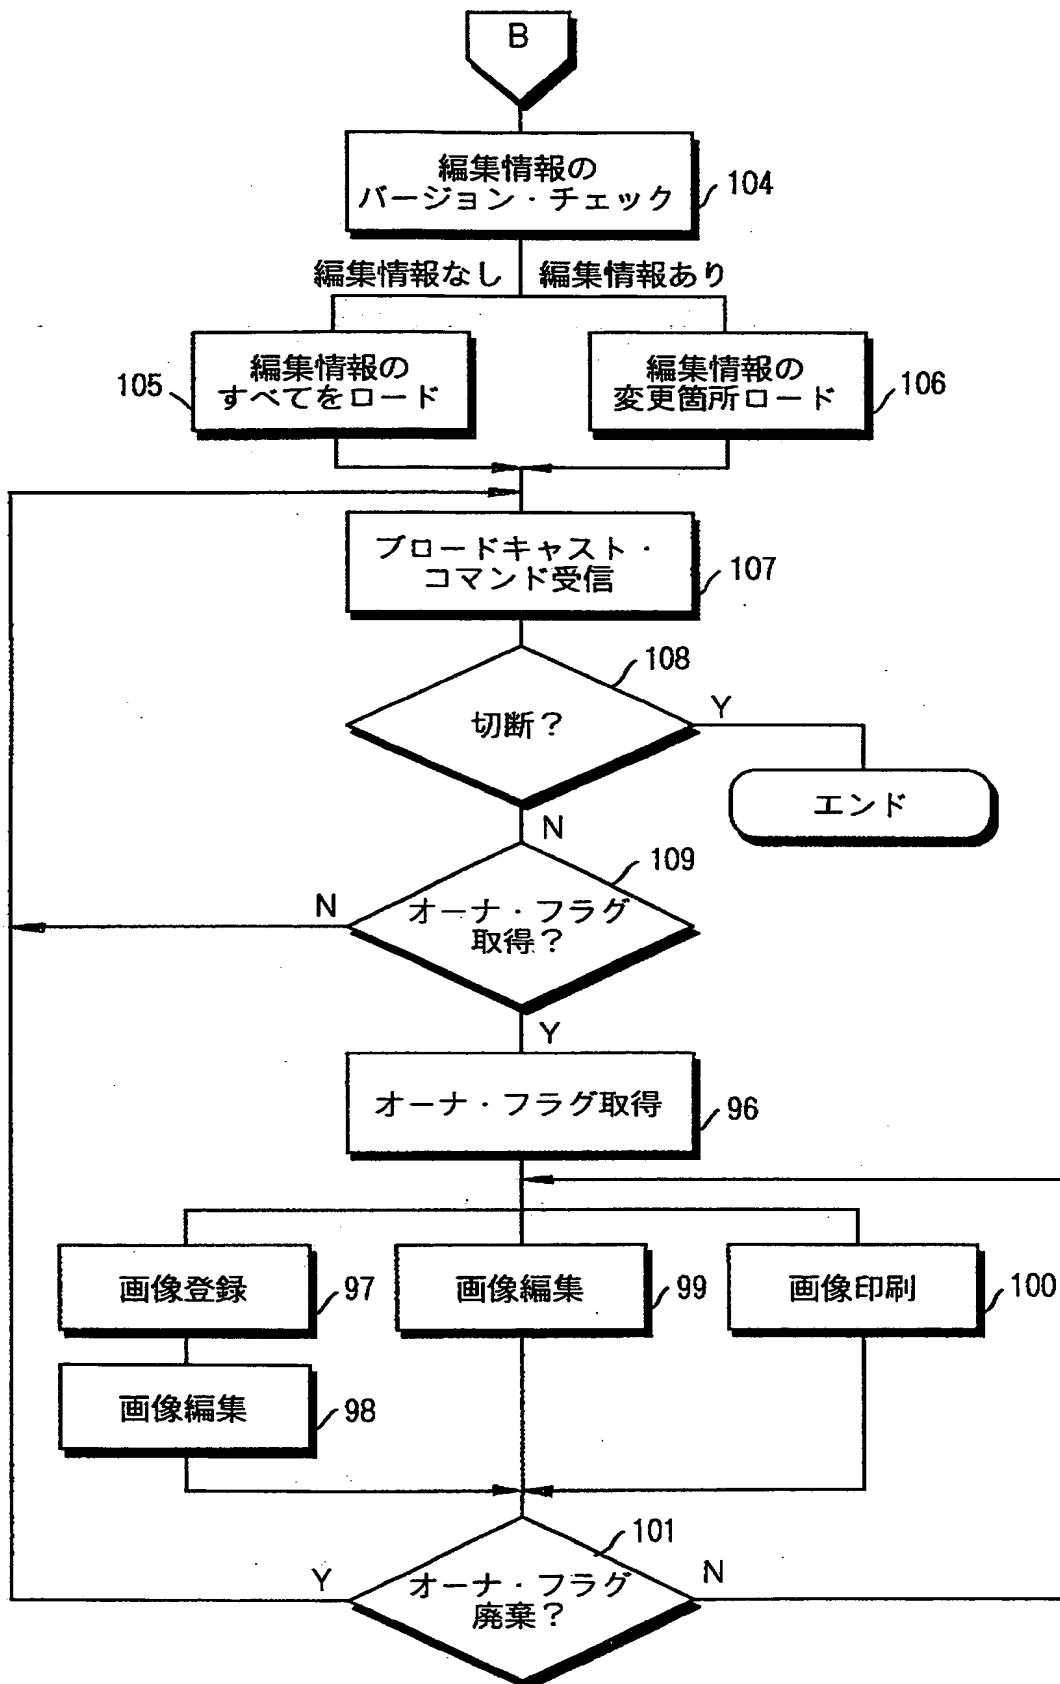 B
編集情報の
バージョン・チェック
104
編集情報なし
編集情報あり
編集情報の
すべてをロード
105
編集情報の
変更箇所ロード
106
ブロードキャスト・
コマンド受信
107
切断？
108
Y
エンド
N
オーナ・フラグ
取得？
109
N
Y
オーナ・フラグ取得
96
画像登録
97
画像編集
99
画像印刷
100
画像編集
98
オーナ・フラグ
廃棄？
101
Y
N